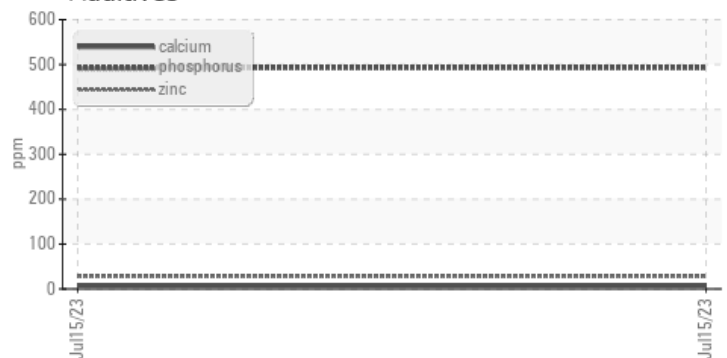 Additives
600
calcium
500
phosphorus
zinc
400
ppm
300
200
100
0
Jul15/23
Jul15/23